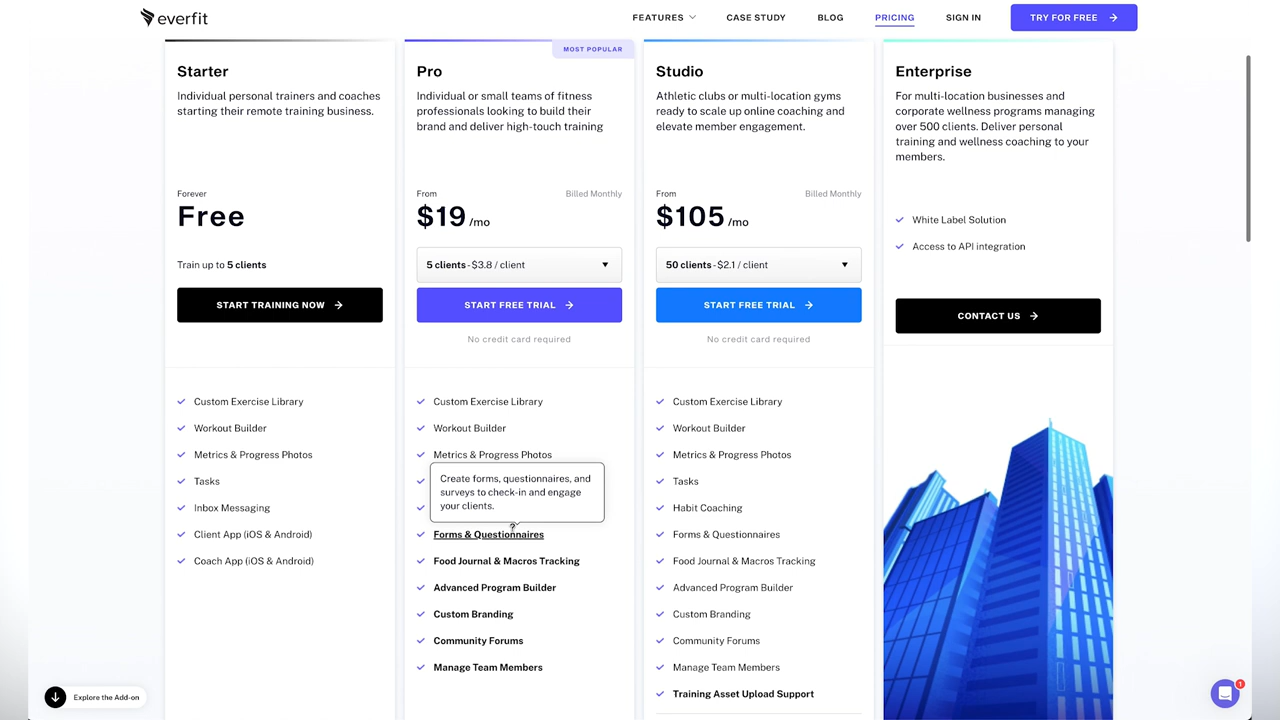 everfit
FEATURES
CASE STUDY
BLOG
PRICING
SIGN IN
TRY FOR FREE
Starter
Individual personal trainers and coaches
starting their remote training business.
Forever
Free
Train up to 5 clients
START TRAINING NOW
Custom Exercise Library
Workout Builder
Metrics & Progress Photos
Tasks
Inbox Messaging
Client App (iOS & Android)
Coach App (iOS & Android)
MOST POPULAR
Pro
Individual or small teams of fitness
professionals looking to build their
brand and deliver high-touch training
From
Billed Monthly
$19 /mo
5 clients - $3.8 / client
START FREE TRIAL
No credit card required
Custom Exercise Library
Workout Builder
Metrics & Progress Photos
Create forms, questionnaires, and
surveys to check-in and engage
your clients.
?
Forms & Questionnaires
Food Journal & Macros Tracking
Advanced Program Builder
Custom Branding
Community Forums
Manage Team Members
Studio
Athletic clubs or multi-location gyms
ready to scale up online coaching and
elevate member engagement.
From
Billed Monthly
$105 /mo
50 clients - $2.1 / client
START FREE TRIAL
No credit card required
Custom Exercise Library
Workout Builder
Metrics & Progress Photos
Tasks
Habit Coaching
Forms & Questionnaires
Food Journal & Macros Tracking
Advanced Program Builder
Custom Branding
Community Forums
Manage Team Members
Training Asset Upload Support
Enterprise
For multi-location businesses and
corporate wellness programs managing
over 500 clients. Deliver personal
training and wellness coaching to your
members.
White Label Solution
Access to API integration
CONTACT US
Explore the Add-on
1